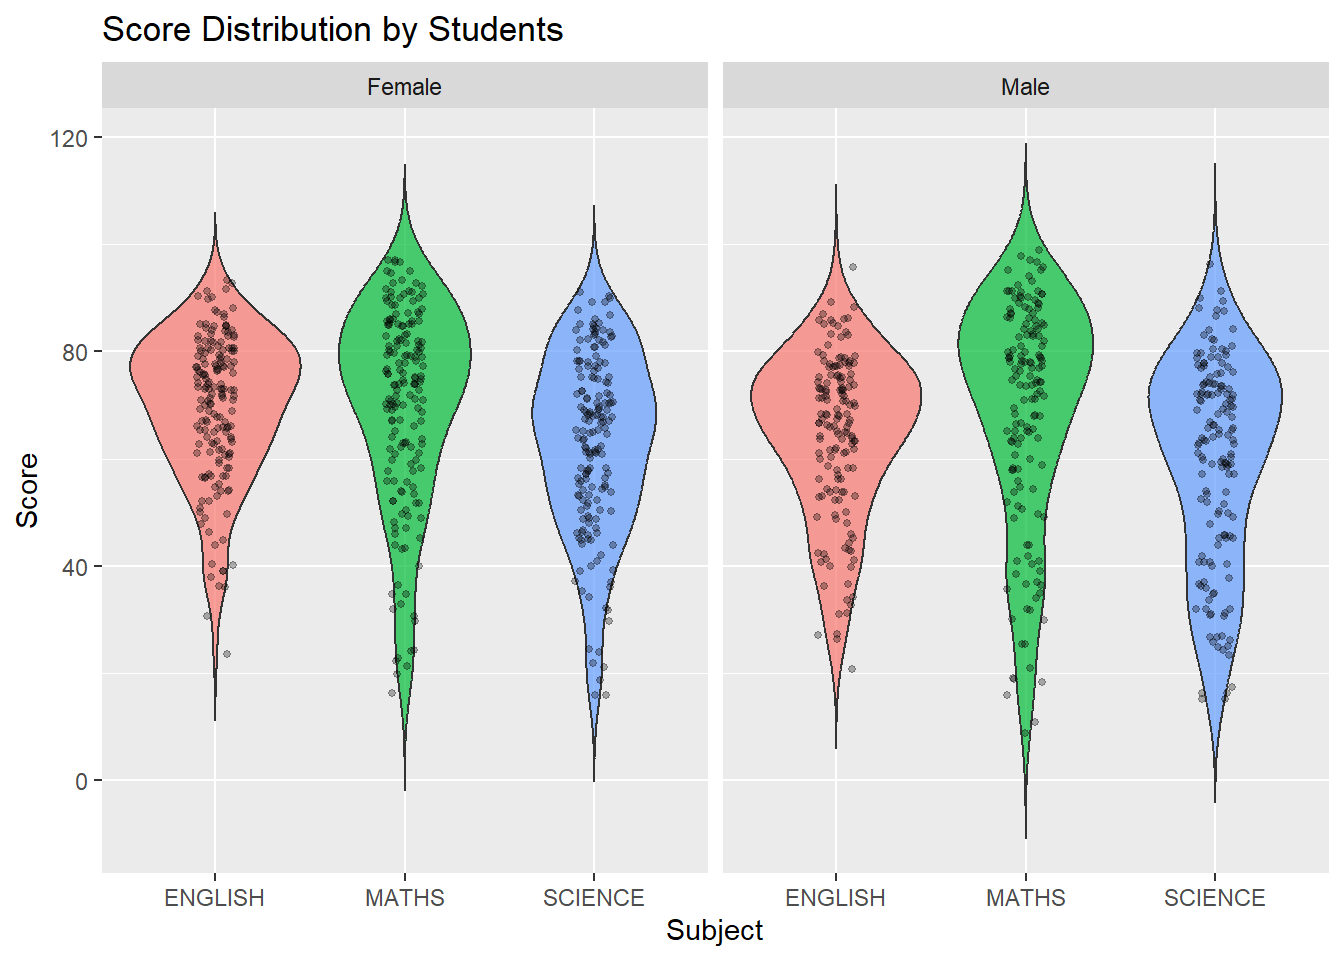 Score Distribution by Students
Female
Male
120
80
40
0
Score
ENGLISH
MATHS
SCIENCE
ENGLISH
MATHS
SCIENCE
Subject